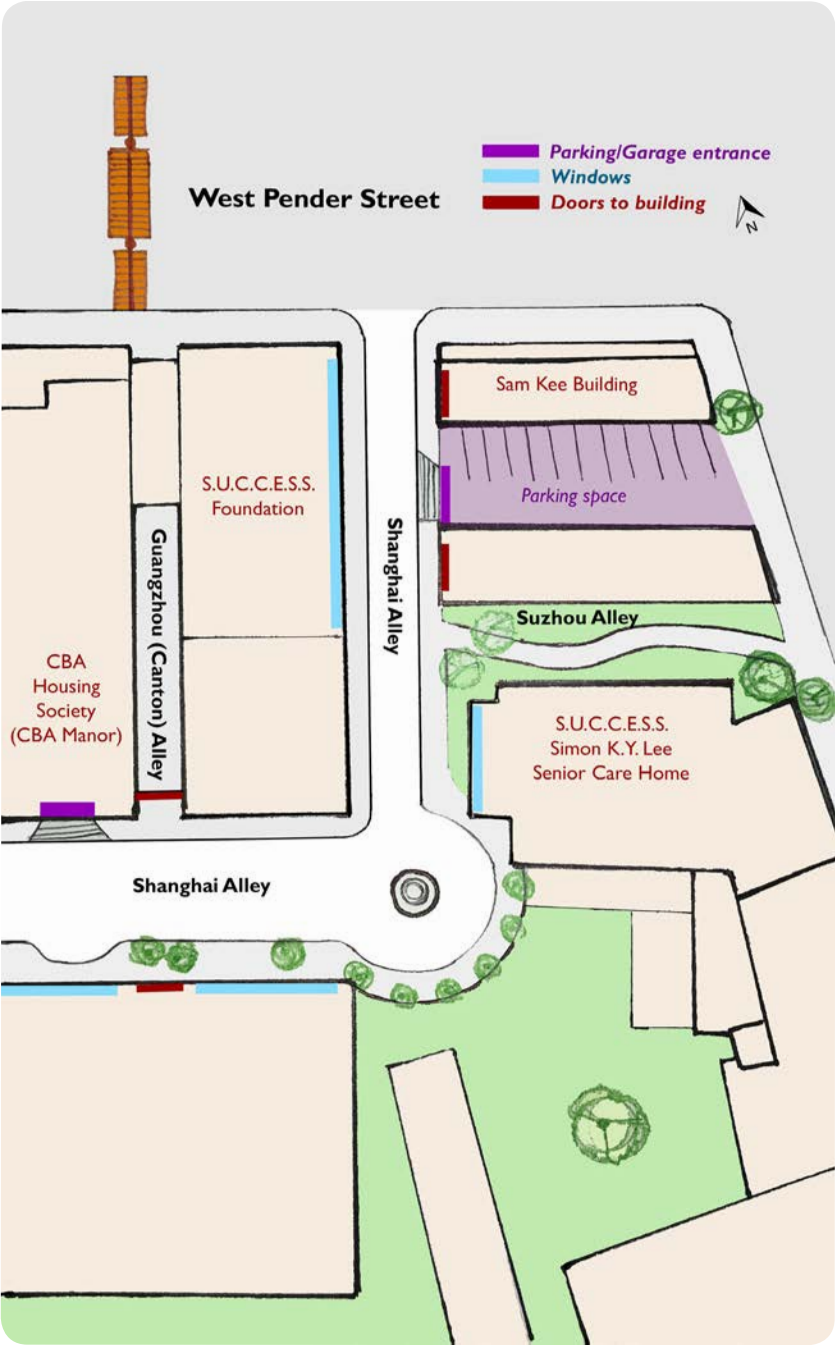 Parking/Garage entrance
Windows
Doors to building
West Pender Street
N
Sam Kee Building
S.U.C.C.E.S.S.
Foundation
Parking space
Shanghai Alley
Guangzhou (Canton) Alley
Suzhou Alley
CBA
Housing
Society
(CBA Manor)
S.U.C.C.E.S.S.
Simon K.Y. Lee
Senior Care Home
Shanghai Alley